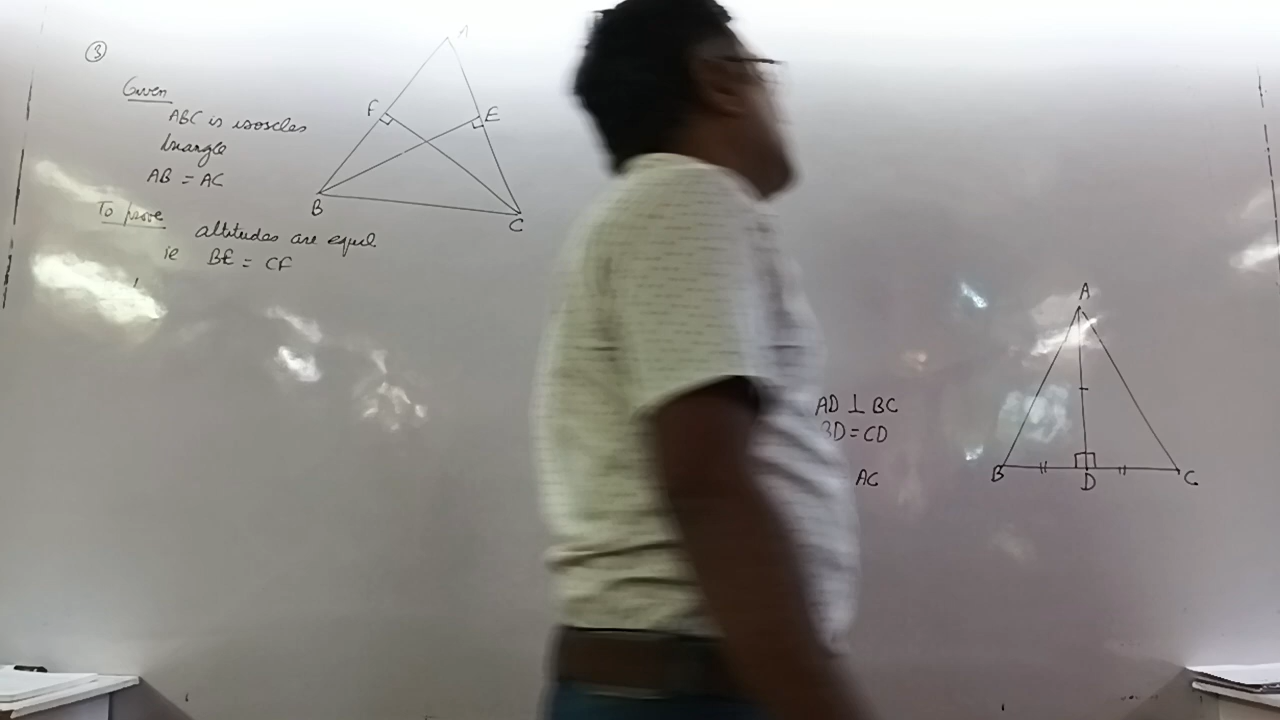 3
Given
ABC is isoscles
triangle
AB = AC
To prove
altitudes are equal.
ie BE = CF
A
F
E
B
C
AD ⊥ BC
BD = CD
AC
A
B
D
C